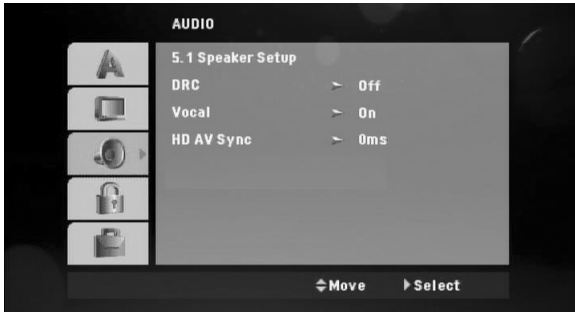 AUDIO
A
5.1 Speaker Setup
DRC Off
Vocal On
HD AV Sync 0ms
Move Select